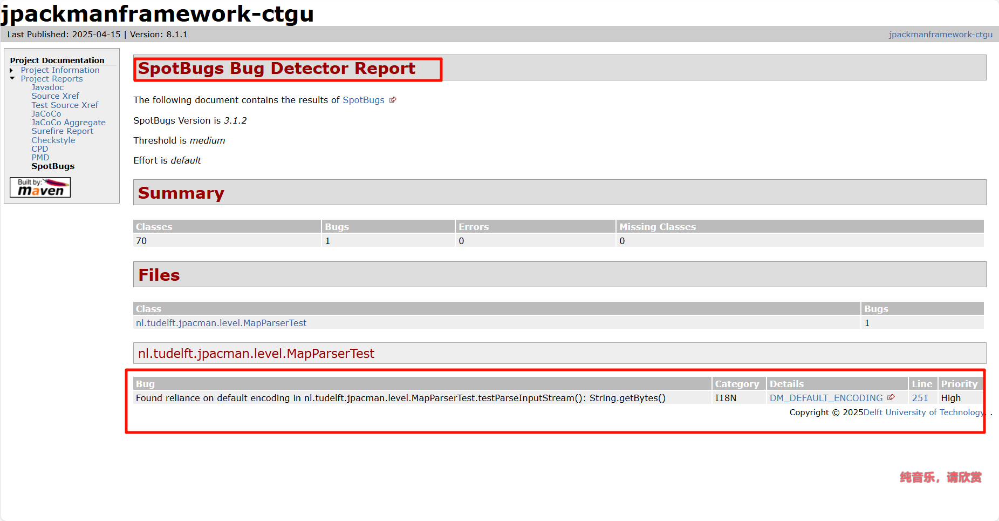 jpackmanframework-ctgu
Last Published: 2025-04-15 | Version: 8.1.1
jpackmanframework-ctgu
Project Documentation
Project Information
Project Reports
Javadoc
Source Xref
Test Source Xref
JaCoCo
JaCoCo Aggregate
Surefire Report
Checkstyle
CPD
PMD
SpotBugs
Built by:
maven
SpotBugs Bug Detector Report
The following document contains the results of SpotBugs
SpotBugs Version is 3.1.2
Threshold is medium
Effort is default
Summary
Classes Bugs Errors Missing Classes
70 1 0 0
Files
Class Bugs
nl.tudelft.jpacman.level.MapParserTest 1
nl.tudelft.jpacman.level.MapParserTest
Bug Category Details Line Priority
Found reliance on default encoding in nl.tudelft.jpacman.level.MapParserTest.testParseInputStream(): String.getBytes() I18N DM_DEFAULT_ENCODING 251 High
Copyright © 2025Delft University of Technology. .
纯音乐，请欣赏